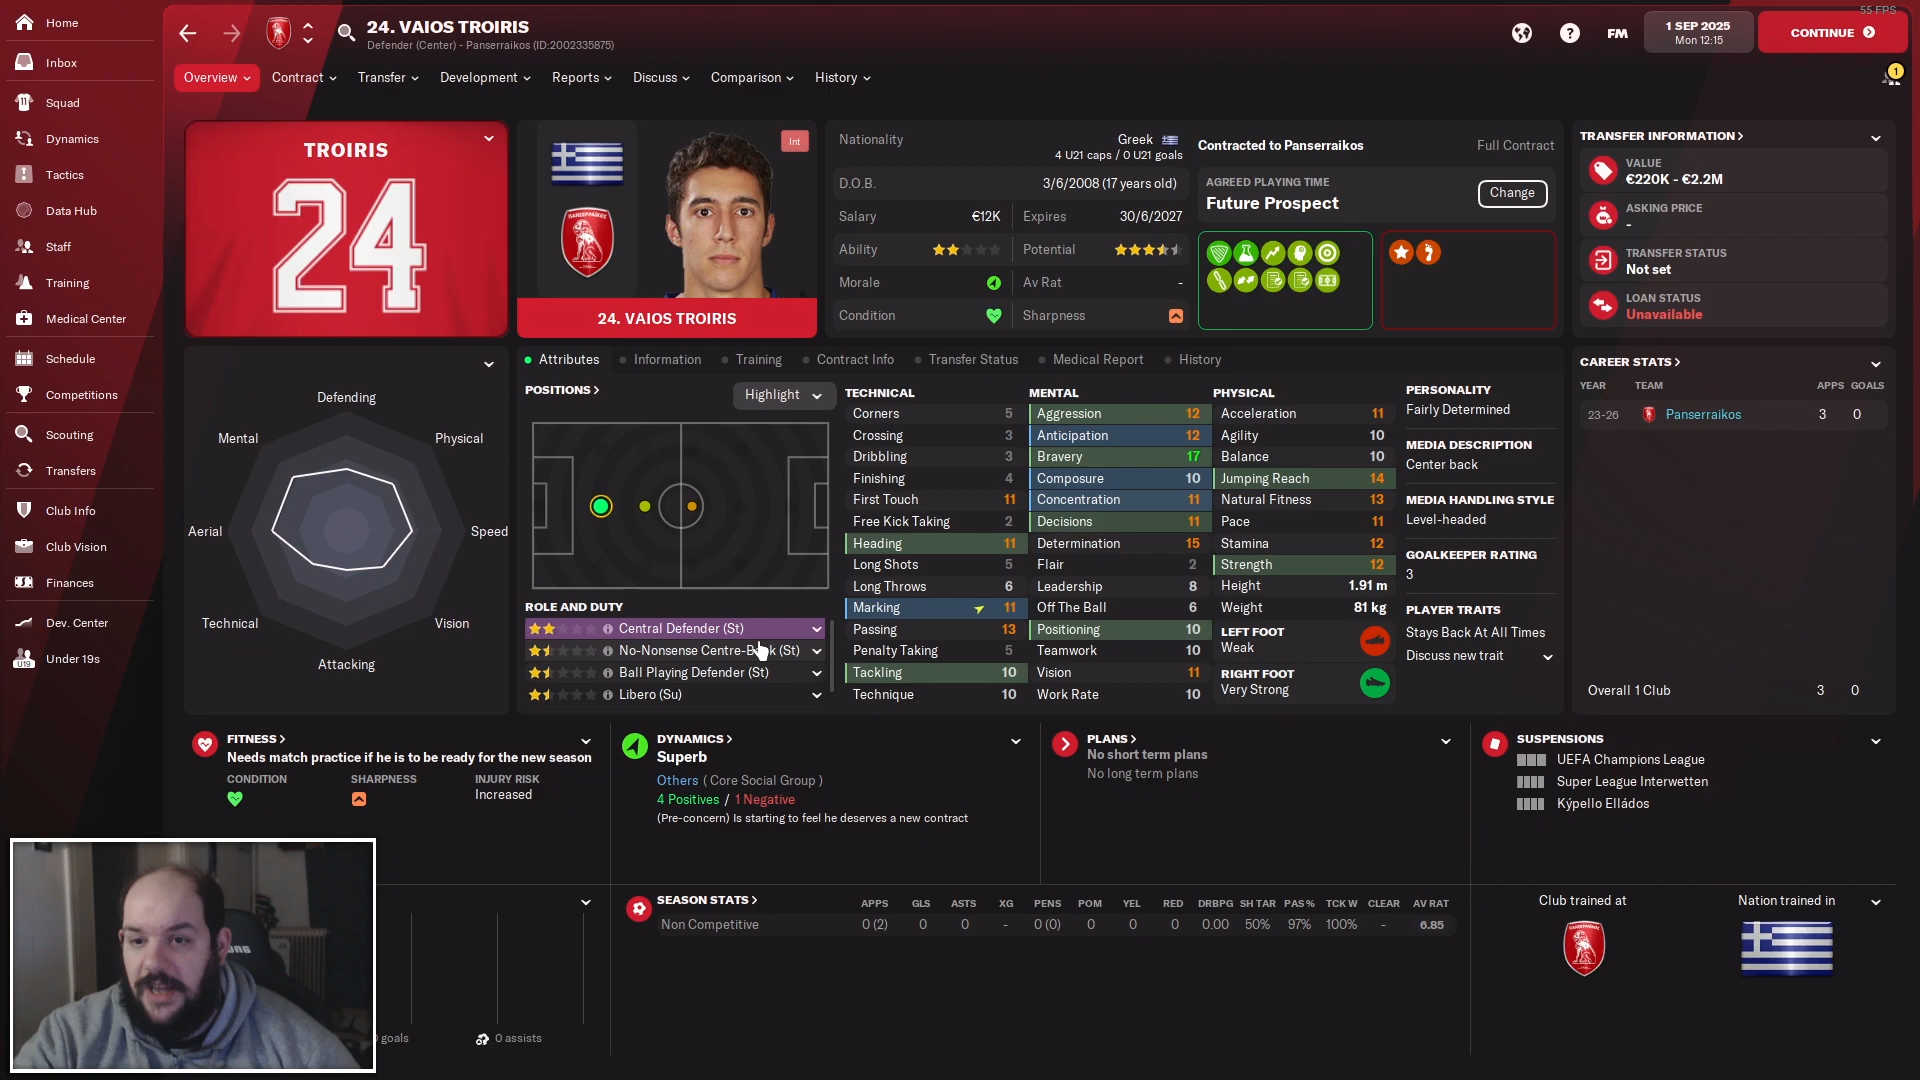 55 FPS
Home
Inbox
Squad
Dynamics
Tactics
Data Hub
Staff
Training
Medical Center
Schedule
Competitions
Scouting
Transfers
Club Info
Club Vision
Finances
Dev. Center
U19 Under 19s
24. VAIOS TROIRIS
Defender (Center) - Panserraikos (ID:2002335875)
? FM
1 SEP 2025
Mon 12:15
CONTINUE
1
Overview Contract Transfer Development Reports Discuss Comparison History
TROIRIS
24
Int
24. VAIOS TROIRIS
Nationality Greek
4 U21 caps / 0 U21 goals
D.O.B. 3/6/2008 (17 years old)
Salary €12K Expires 30/6/2027
Ability Potential
Morale Av Rat -
Condition Sharpness
Contracted to Panserraikos Full Contract
AGREED PLAYING TIME
Future Prospect
Change
TRANSFER INFORMATION
VALUE
€220K - €2.2M
ASKING PRICE
-
TRANSFER STATUS
Not set
LOAN STATUS
Unavailable
Defending
Physical
Speed
Vision
Attacking
Technical
Aerial
Mental
Attributes Information Training Contract Info Transfer Status Medical Report History
POSITIONS
Highlight
ROLE AND DUTY
Central Defender (St)
No-Nonsense Centre-Back (St)
Ball Playing Defender (St)
Libero (Su)
TECHNICAL
Corners 5
Crossing 3
Dribbling 3
Finishing 4
First Touch 11
Free Kick Taking 2
Heading 11
Long Shots 5
Long Throws 6
Marking 11
Passing 13
Penalty Taking 5
Tackling 10
Technique 10
MENTAL
Aggression 12
Anticipation 12
Bravery 17
Composure 10
Concentration 11
Decisions 11
Determination 15
Flair 2
Leadership 8
Off The Ball 6
Positioning 10
Teamwork 10
Vision 11
Work Rate 10
PHYSICAL
Acceleration 11
Agility 10
Balance 10
Jumping Reach 14
Natural Fitness 13
Pace 11
Stamina 12
Strength 12
Height 1.91 m
Weight 81 kg
LEFT FOOT
Weak
RIGHT FOOT
Very Strong
PERSONALITY
Fairly Determined
MEDIA DESCRIPTION
Center back
MEDIA HANDLING STYLE
Level-headed
GOALKEEPER RATING
3
PLAYER TRAITS
Stays Back At All Times
Discuss new trait
CAREER STATS
YEAR TEAM APPS GOALS
23-26 Panserraikos 3 0
Overall 1 Club 3 0
FITNESS
Needs match practice if he is to be ready for the new season
CONDITION SHARPNESS INJURY RISK
Increased
DYNAMICS
Superb
Others ( Core Social Group )
4 Positives / 1 Negative
(Pre-concern) Is starting to feel he deserves a new contract
PLANS
No short term plans
No long term plans
SUSPENSIONS
UEFA Champions League
Super League Interwetten
Kýpello Elládos
goals 0 assists
SEASON STATS APPS GLS ASTS XG PENS POM YEL RED DRBPG SH TAR PAS % TCK W CLEAR AV RAT
Non Competitive 0 (2) 0 0 - 0 (0) 0 0 0 0.00 50% 97% 100% - 6.85
Club trained at
Nation trained in